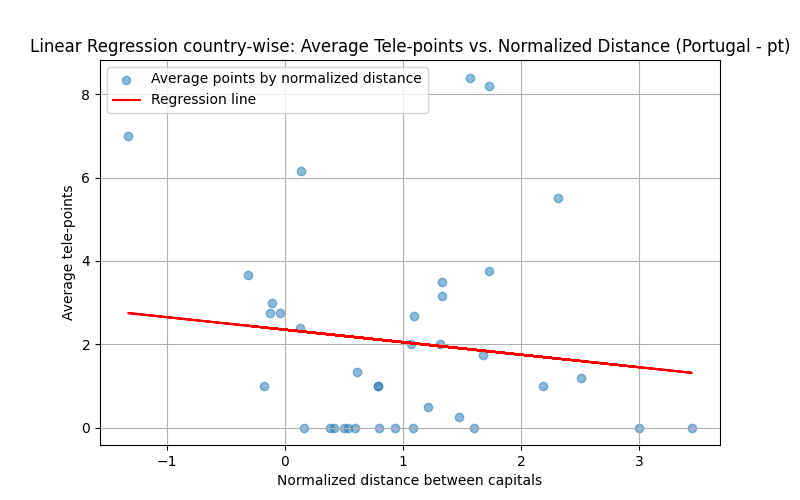 Linear Regression country-wise: Average Tele-points vs. Normalized Distance (Portugal - pt)
Average points by normalized distance
Regression line
8
6
4
2
0
Average tele-points
−1
0
1
2
3
Normalized distance between capitals